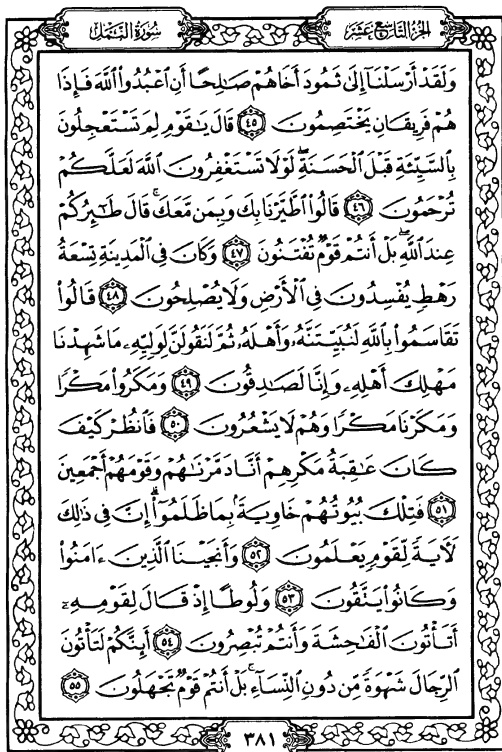 الجزء التاسع عشر
سورة النمل
وَلَقَدْ أَرْسَلْنَآ إِلَىٰ ثَمُودَ أَخَاهُمْ صَـٰلِحًا أَنِ ٱعْبُدُوا۟ ٱللَّهَ فَإِذَا
هُمْ فَرِيقَانِ يَخْتَصِمُونَ ٤٥ قَالَ يَـٰقَوْمِ لِمَ تَسْتَعْجِلُونَ
بِٱلسَّيِّئَةِ قَبْلَ ٱلْحَسَنَةِ ۖ لَوْلَا تَسْتَغْفِرُونَ ٱللَّهَ لَعَلَّكُمْ
تُرْحَمُونَ ٤٦ قَالُوا۟ ٱطَّيَّرْنَا بِكَ وَبِمَن مَّعَكَ ۚ قَالَ طَـٰٓئِرُكُمْ
عِندَ ٱللَّهِ ۖ بَلْ أَنتُمْ قَوْمٌ تُفْتَنُونَ ٤٧ وَكَانَ فِى ٱلْمَدِينَةِ تِسْعَةُ
رَهْطٍ يُفْسِدُونَ فِى ٱلْأَرْضِ وَلَا يُصْلِحُونَ ٤٨ قَالُوا۟
تَقَاسَمُوا۟ بِٱللَّهِ لَنُبَيِّتَنَّهُۥ وَأَهْلَهُۥ ثُمَّ لَنَقُولَنَّ لِوَلِيِّهِۦ مَا شَهِدْنَا
مَهْلِكَ أَهْلِهِۦ وَإِنَّا لَصَـٰدِقُونَ ٤٩ وَمَكَرُوا۟ مَكْرًا
وَمَكَرْنَا مَكْرًا وَهُمْ لَا يَشْعُرُونَ ٥٠ فَٱنظُرْ كَيْفَ
كَانَ عَـٰقِبَةُ مَكْرِهِمْ أَنَّا دَمَّرْنَـٰهُمْ وَقَوْمَهُمْ أَجْمَعِينَ
٥١ فَتِلْكَ بُيُوتُهُمْ خَاوِيَةًۢ بِمَا ظَلَمُوٓا۟ ۗ إِنَّ فِى ذَٰلِكَ
لَـَٔايَةً لِّقَوْمٍ يَعْلَمُونَ ٥٢ وَأَنجَيْنَا ٱلَّذِينَ ءَامَنُوا۟
وَكَانُوا۟ يَتَّقُونَ ٥٣ وَلُوطًا إِذْ قَالَ لِقَوْمِهِۦٓ
أَتَأْتُونَ ٱلْفَـٰحِشَةَ وَأَنتُمْ تُبْصِرُونَ ٥٤ أَئِنَّكُمْ لَتَأْتُونَ
ٱلرِّجَالَ شَهْوَةً مِّن دُونِ ٱلنِّسَآءِ ۚ بَلْ أَنتُمْ قَوْمٌ تَجْهَلُونَ ٥٥
٣٨١